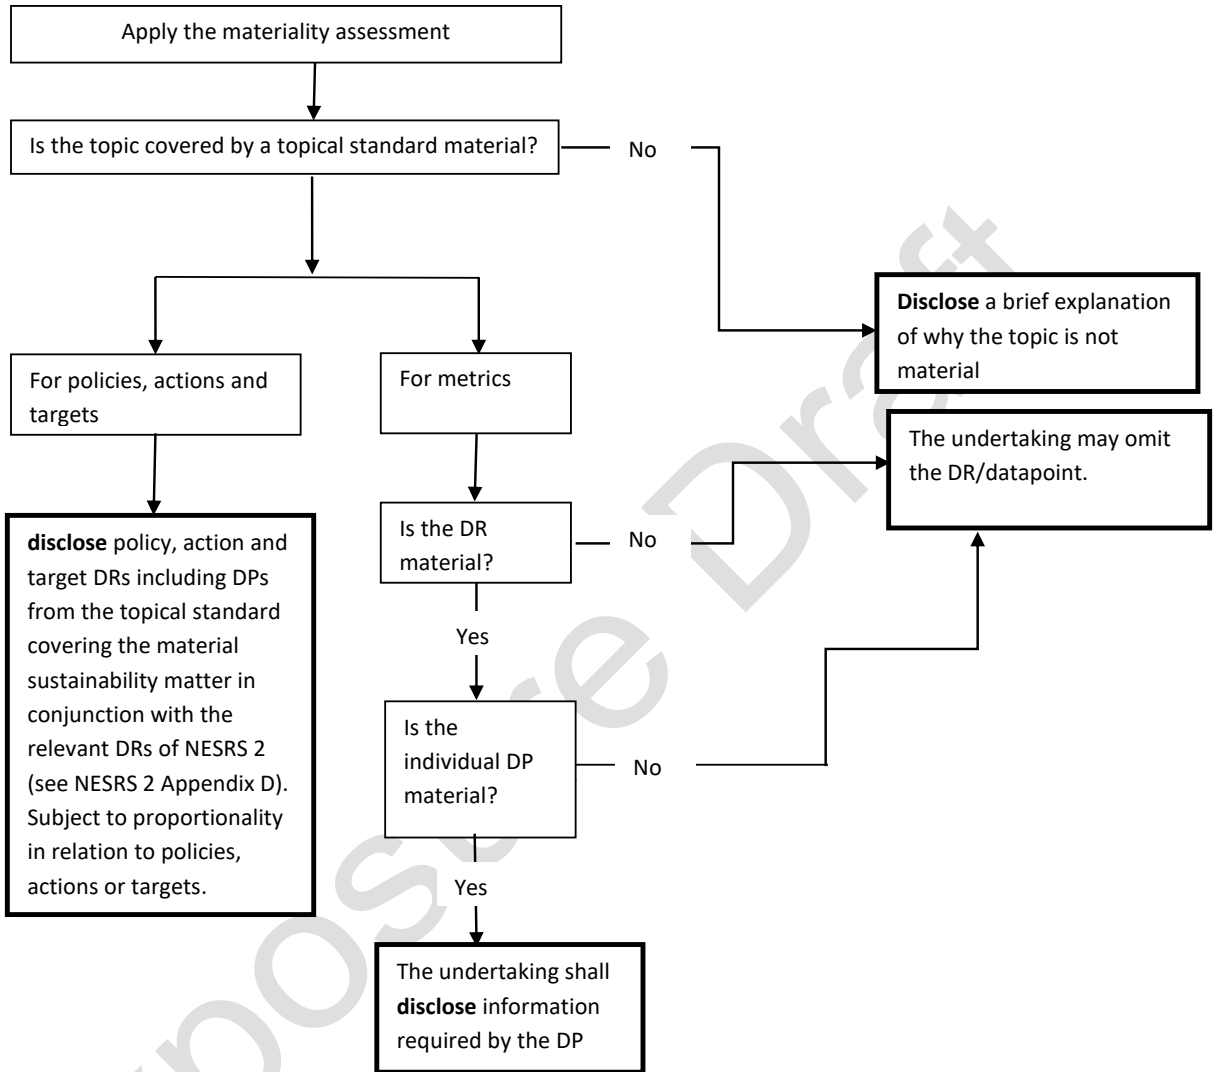 Apply the materiality assessment
Is the topic covered by a topical standard material?
No
Disclose a brief explanation
of why the topic is not
material
For policies, actions and
targets
For metrics
The undertaking may omit
the DR/datapoint.
disclose policy, action and
target DRs including DPs
from the topical standard
covering the material
sustainability matter in
conjunction with the
relevant DRs of NESRS 2
(see NESRS 2 Appendix D).
Subject to proportionality
in relation to policies,
actions or targets.
Is the DR
material?
No
Yes
Is the
individual DP
material?
No
Yes
The undertaking shall
disclose information
required by the DP
xposure Draft